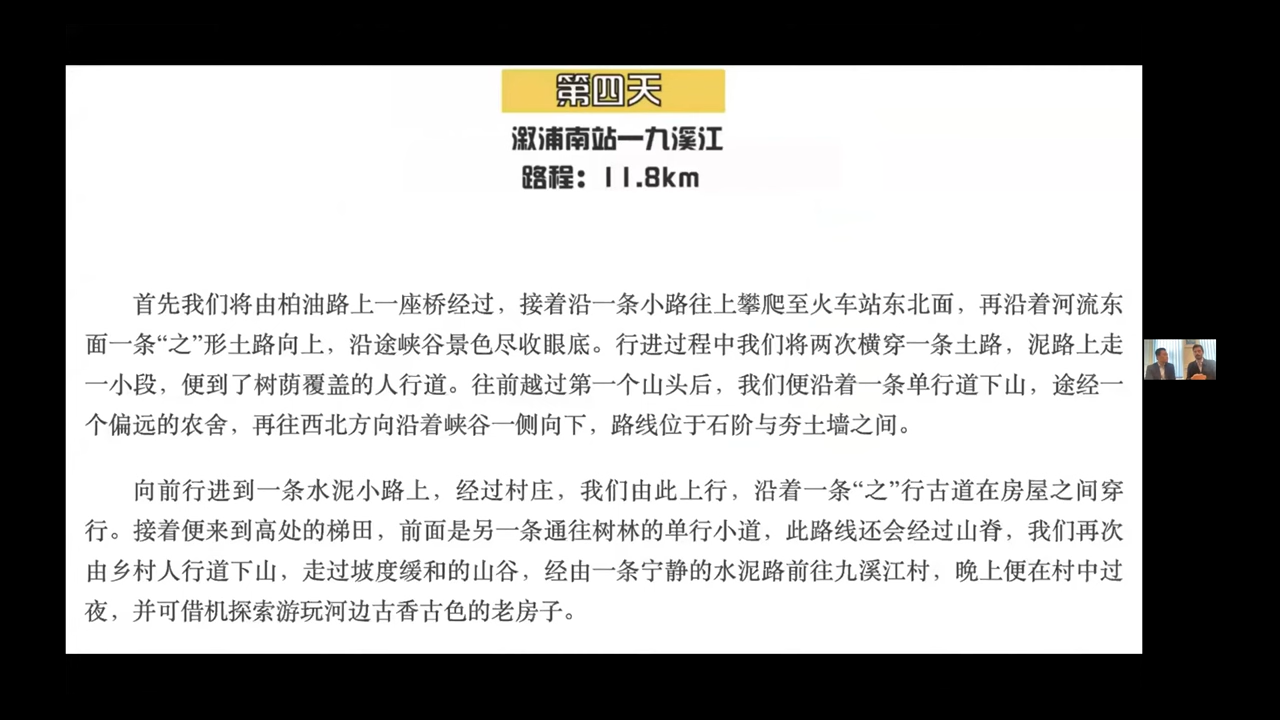 第四天
溆浦南站—九溪江
路程：11.8km
首先我们将由柏油路上一座桥经过，接着沿一条小路往上攀爬至火车站东北面，再沿着河流东
面一条“之”形土路向上，沿途峡谷景色尽收眼底。行进过程中我们将两次横穿一条土路，泥路上走
一小段，便到了树荫覆盖的人行道。往前越过第一个山头后，我们便沿着一条单行道下山，途经一
个偏远的农舍，再往西北方向沿着峡谷一侧向下，路线位于石阶与夯土墙之间。
向前行进到一条水泥小路上，经过村庄，我们由此上行，沿着一条“之”行古道在房屋之间穿
行。接着便来到高处的梯田，前面是另一条通往树林的单行小道，此路线还会经过山脊，我们再次
由乡村人行道下山，走过坡度缓和的山谷，经由一条宁静的水泥路前往九溪江村，晚上便在村中过
夜，并可借机探索游玩河边古香古色的老房子。